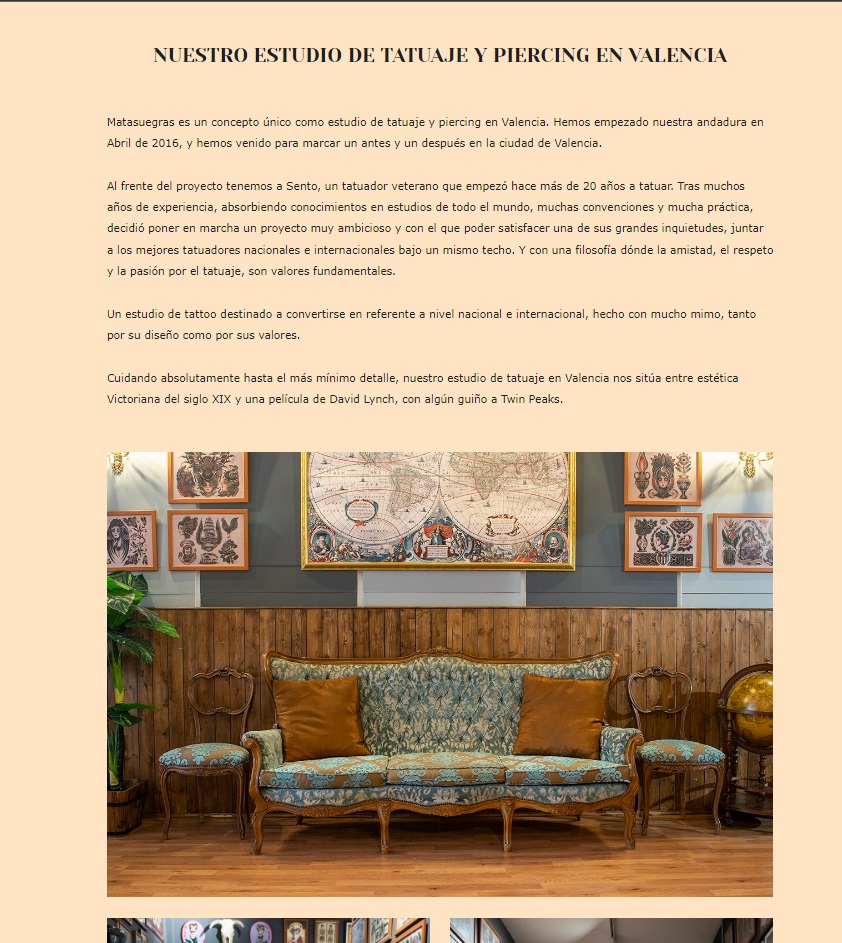 NUESTRO ESTUDIO DE TATUAJE Y PIERCING EN VALENCIA
Matasuegras es un concepto único como estudio de tatuaje y piercing en Valencia. Hemos empezado nuestra andadura en
Abril de 2016, y hemos venido para marcar un antes y un después en la ciudad de Valencia.
Al frente del proyecto tenemos a Sento, un tatuador veterano que empezó hace más de 20 años a tatuar. Tras muchos
años de experiencia, absorbiendo conocimientos en estudios de todo el mundo, muchas convenciones y mucha práctica,
decidió poner en marcha un proyecto muy ambicioso y con el que poder satisfacer una de sus grandes inquietudes, juntar
a los mejores tatuadores nacionales e internacionales bajo un mismo techo. Y con una filosofía dónde la amistad, el respeto
y la pasión por el tatuaje, son valores fundamentales.
Un estudio de tattoo destinado a convertirse en referente a nivel nacional e internacional, hecho con mucho mimo, tanto
por su diseño como por sus valores.
Cuidando absolutamente hasta el más mínimo detalle, nuestro estudio de tatuaje en Valencia nos sitúa entre estética
Victoriana del siglo XIX y una película de David Lynch, con algún guiño a Twin Peaks.